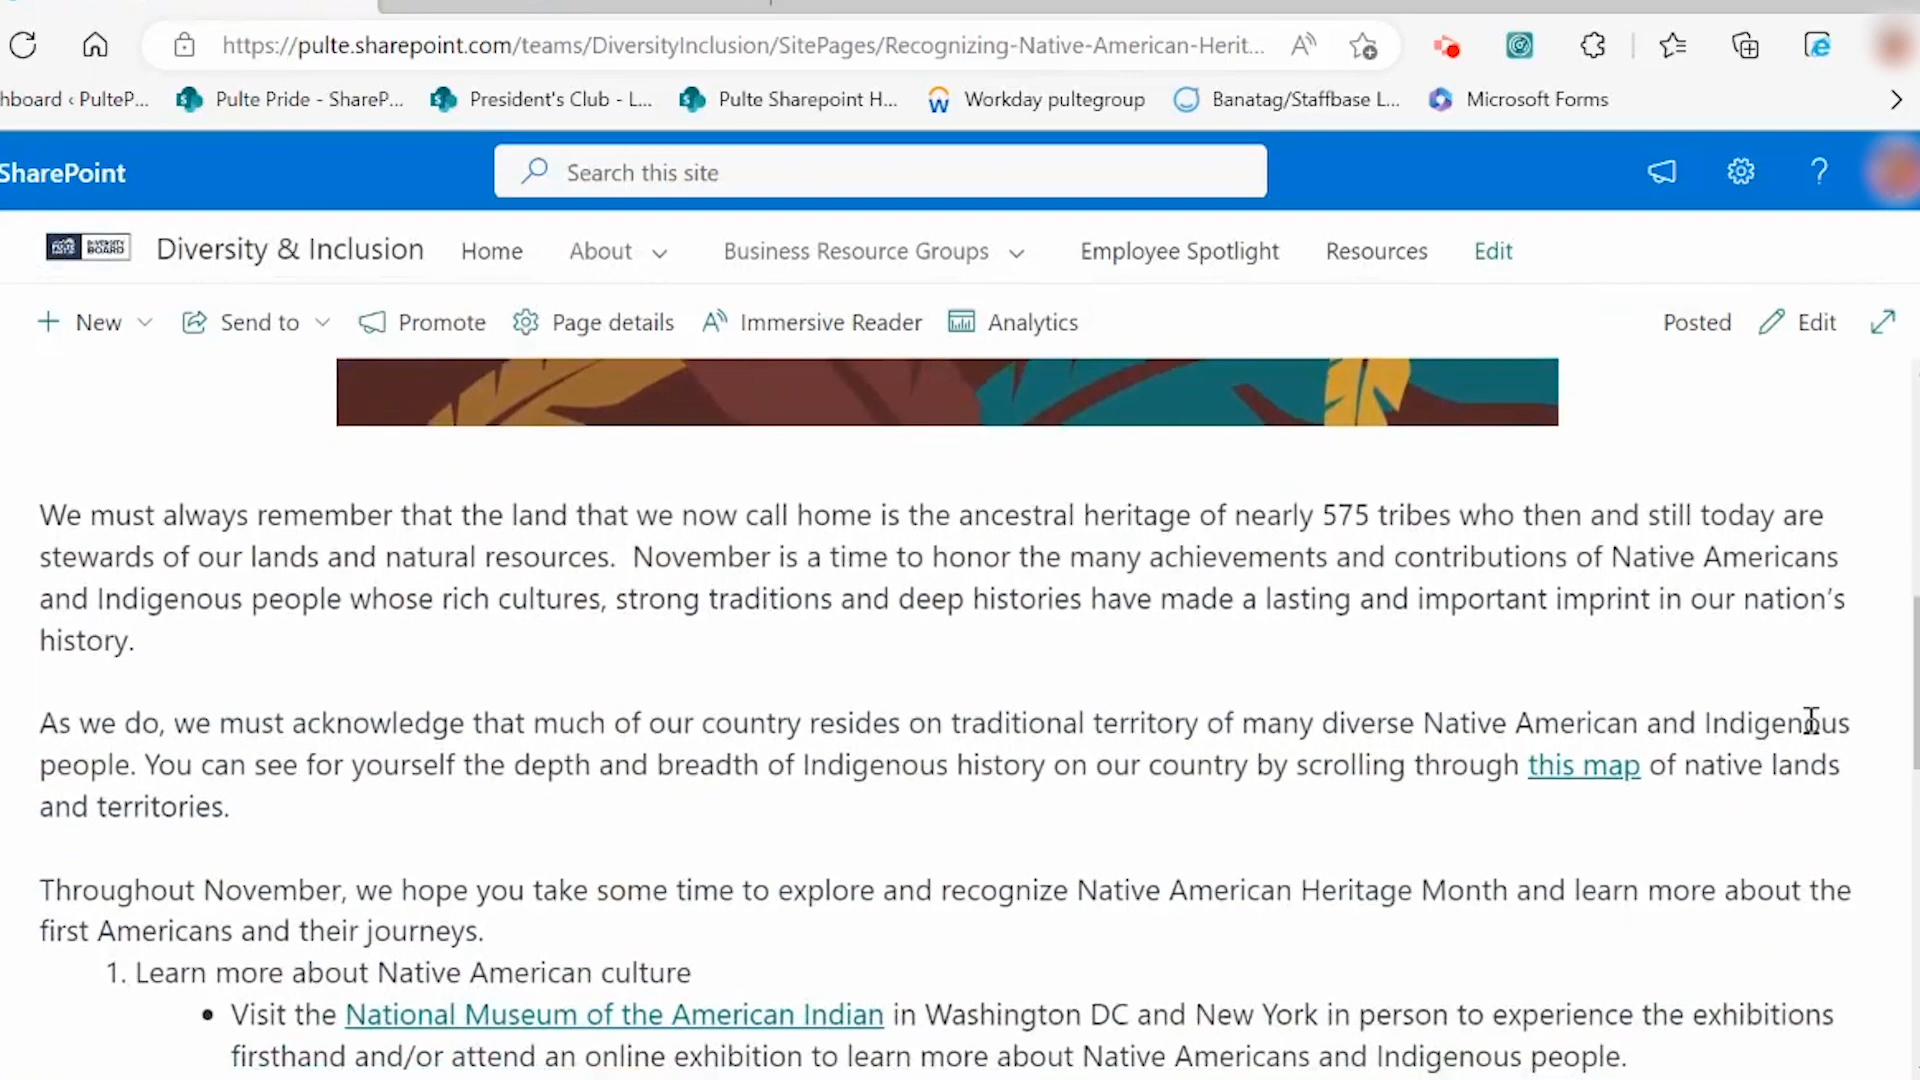 https://pulte.sharepoint.com/teams/DiversityInclusion/SitePages/Recognizing-Native-American-Herit...
hboard ‹ PulteP... Pulte Pride - ShareP... President's Club - L... Pulte Sharepoint H... Workday pultegroup Banatag/Staffbase L... Microsoft Forms
SharePoint Search this site
DIVERSITY BOARD Diversity & Inclusion Home About Business Resource Groups Employee Spotlight Resources Edit
New Send to Promote Page details Immersive Reader Analytics Posted Edit
We must always remember that the land that we now call home is the ancestral heritage of nearly 575 tribes who then and still today are
stewards of our lands and natural resources.  November is a time to honor the many achievements and contributions of Native Americans
and Indigenous people whose rich cultures, strong traditions and deep histories have made a lasting and important imprint in our nation's
history.
As we do, we must acknowledge that much of our country resides on traditional territory of many diverse Native American and Indigenous
people. You can see for yourself the depth and breadth of Indigenous history on our country by scrolling through this map of native lands
and territories.
Throughout November, we hope you take some time to explore and recognize Native American Heritage Month and learn more about the
first Americans and their journeys.
1. Learn more about Native American culture
• Visit the National Museum of the American Indian in Washington DC and New York in person to experience the exhibitions
firsthand and/or attend an online exhibition to learn more about Native Americans and Indigenous people.